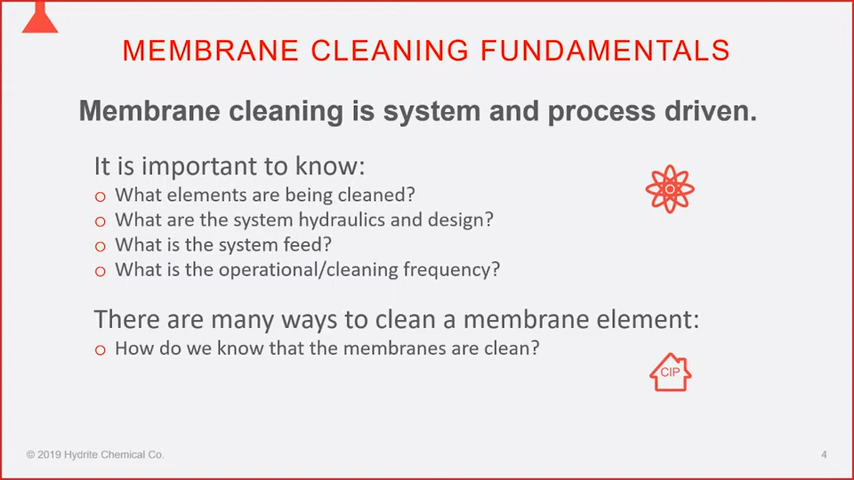 MEMBRANE CLEANING FUNDAMENTALS
Membrane cleaning is system and process driven.
It is important to know:
o What elements are being cleaned?
o What are the system hydraulics and design?
o What is the system feed?
o What is the operational/cleaning frequency?
There are many ways to clean a membrane element:
o How do we know that the membranes are clean?
CIP
© 2019 Hydrite Chemical Co.
4